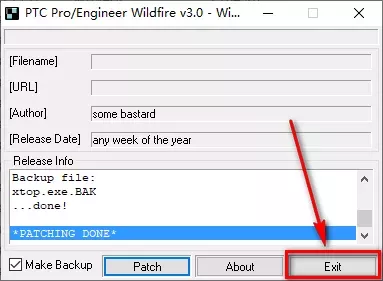 PTC Pro/Engineer Wildfire v3.0 - Wi...
[Filename]
[URL]
[Author] some bastard
[Release Date] any week of the year
Release Info
Backup file:
xtop.exe.BAK
...done!
*PATCHING DONE*
Make Backup Patch About Exit